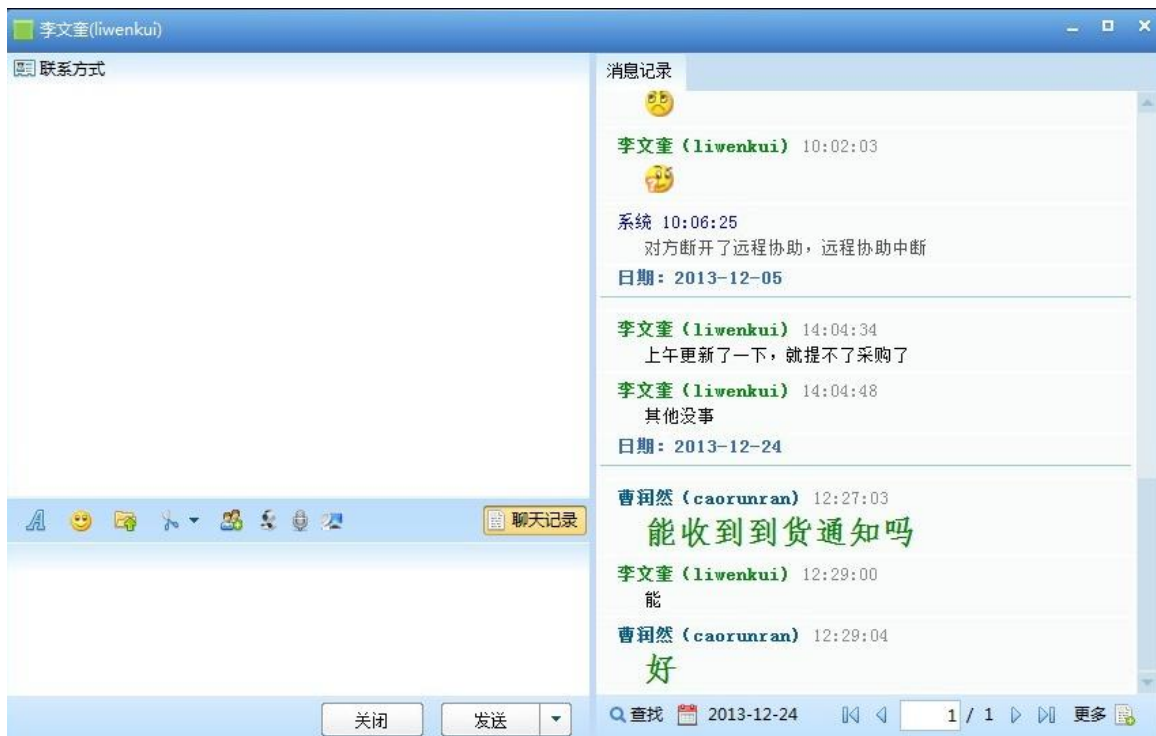 李文奎(liwenkui)
联系方式
消息记录
李文奎(liwenkui) 10:02:03
系统 10:06:25
对方断开了远程协助，远程协助中断
日期：2013-12-05
李文奎(liwenkui) 14:04:34
上午更新了一下，就提不了采购了
李文奎(liwenkui) 14:04:48
其他没事
日期：2013-12-24
曹润然(caorunran) 12:27:03
能收到到货通知吗
李文奎(liwenkui) 12:29:00
能
曹润然(caorunran) 12:29:04
好
聊天记录
关闭
发送
查找 2013-12-24 1 / 1 更多